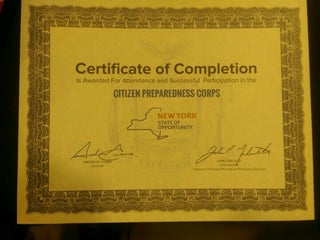 Certificate of Completion
Is Awarded For Attendance and Successful Participation in the
CITIZEN PREPAREDNESS CORPS
NEW YORK
STATE OF
OPPORTUNITY.
EXCELSIOR